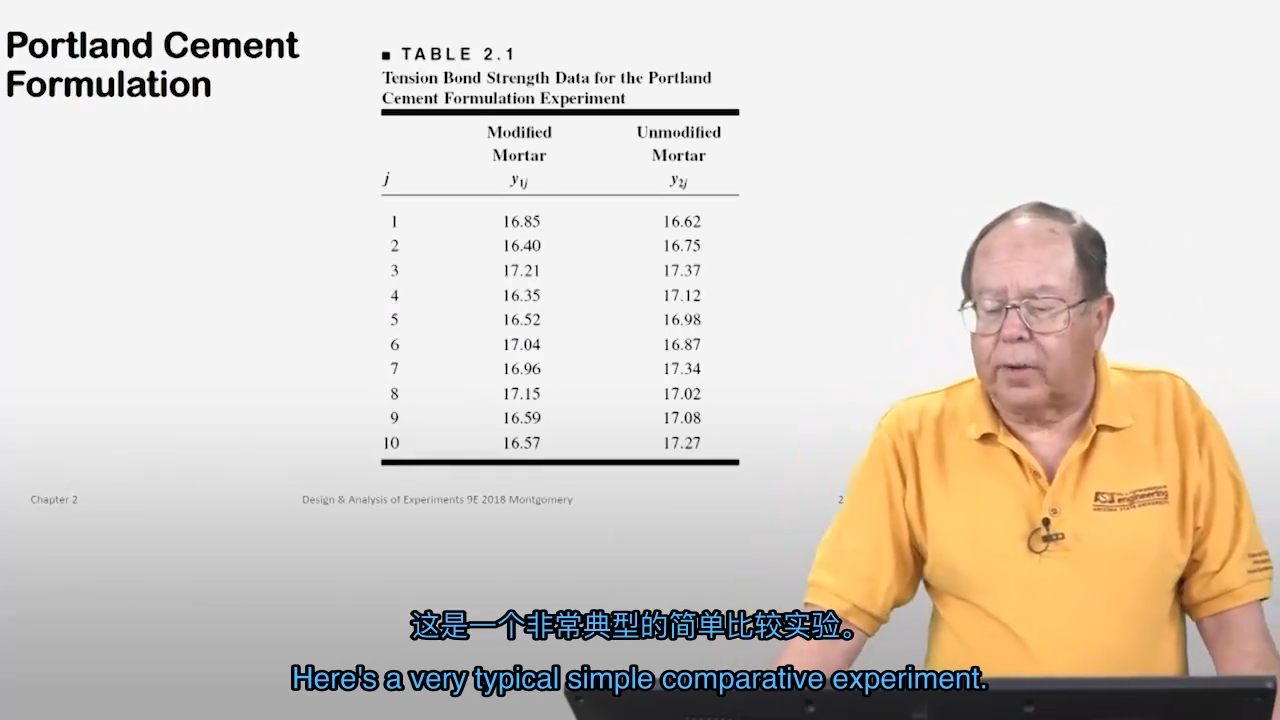 Portland Cement
Formulation
■ TABLE 2.1
Tension Bond Strength Data for the Portland
Cement Formulation Experiment
Modified Unmodified
Mortar Mortar
j y1j y2j
1 16.85 16.62
2 16.40 16.75
3 17.21 17.37
4 16.35 17.12
5 16.52 16.98
6 17.04 16.87
7 16.96 17.34
8 17.15 17.02
9 16.59 17.08
10 16.57 17.27
Chapter 2 Design & Analysis of Experiments 9E 2018 Montgomery 2
ASU engineering
ARIZONA STATE UNIVERSITY
这是一个非常典型的简单比较实验。
Here's a very typical simple comparative experiment.